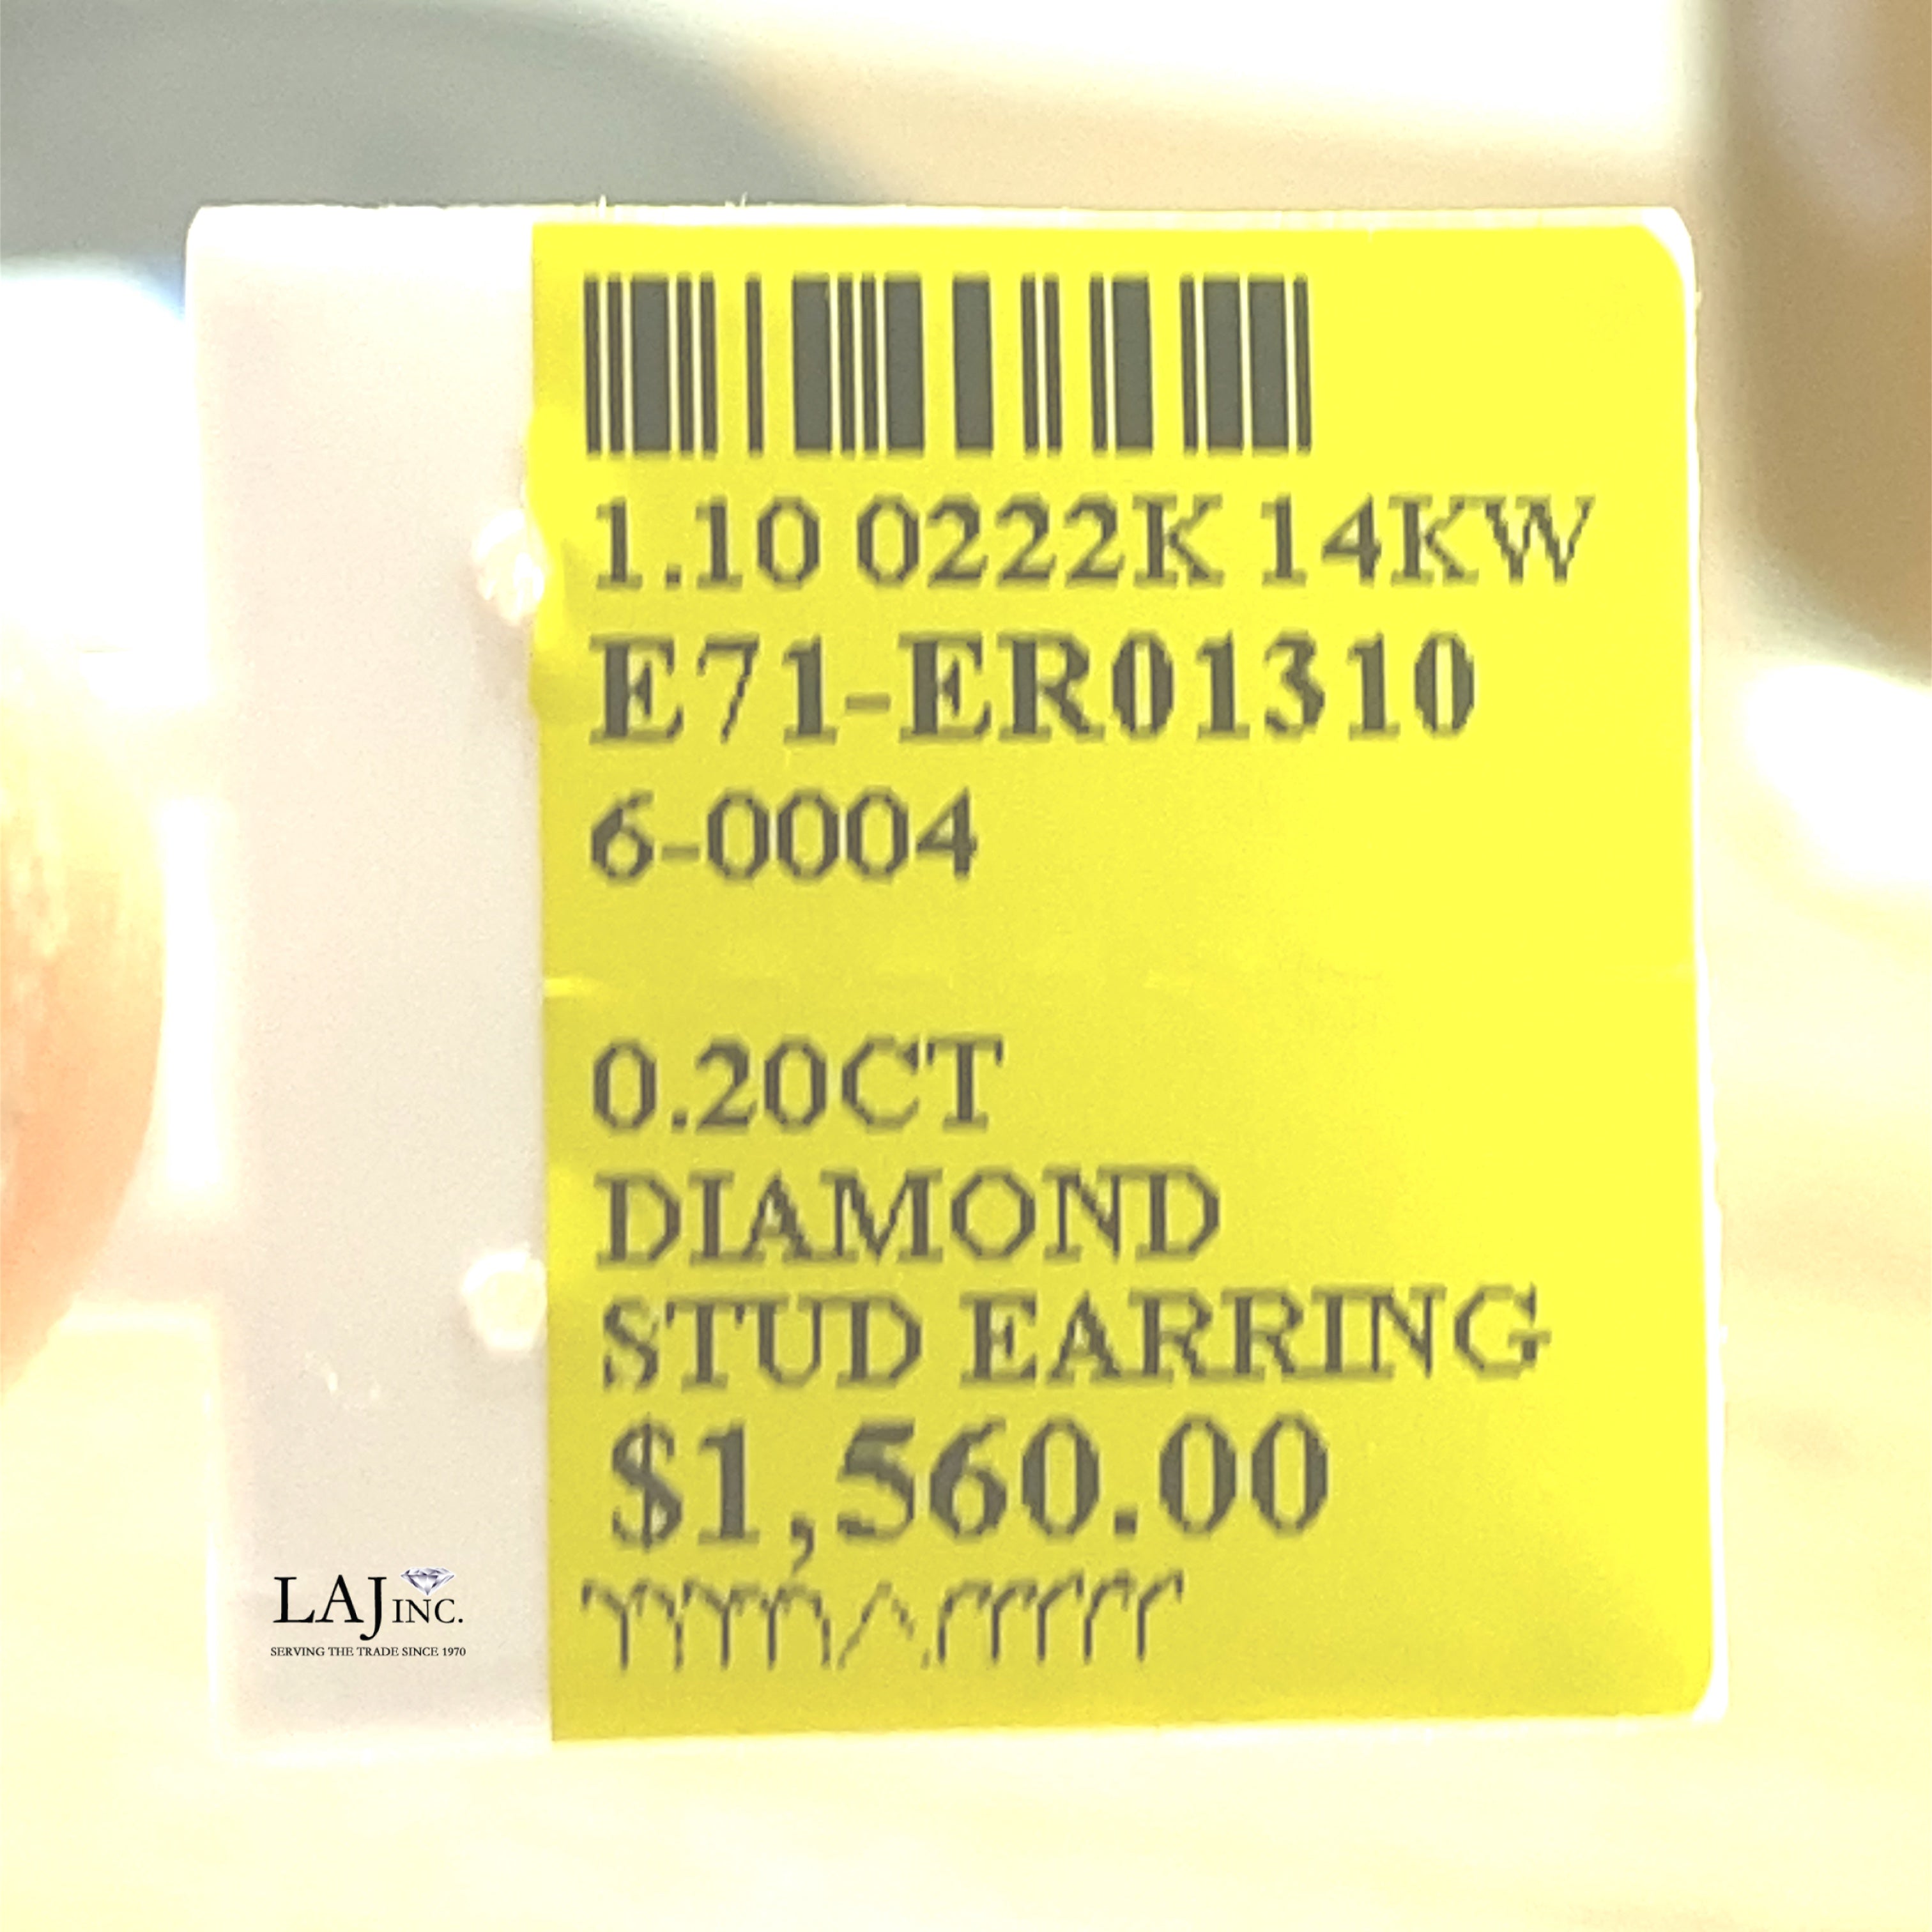 1.10 0222K 14KW
E71-ER01310
6-0004
0.20CT
DIAMOND
STUD EARRING
$1,560.00
LAJ INC.
SERVING THE TRADE SINCE 1970